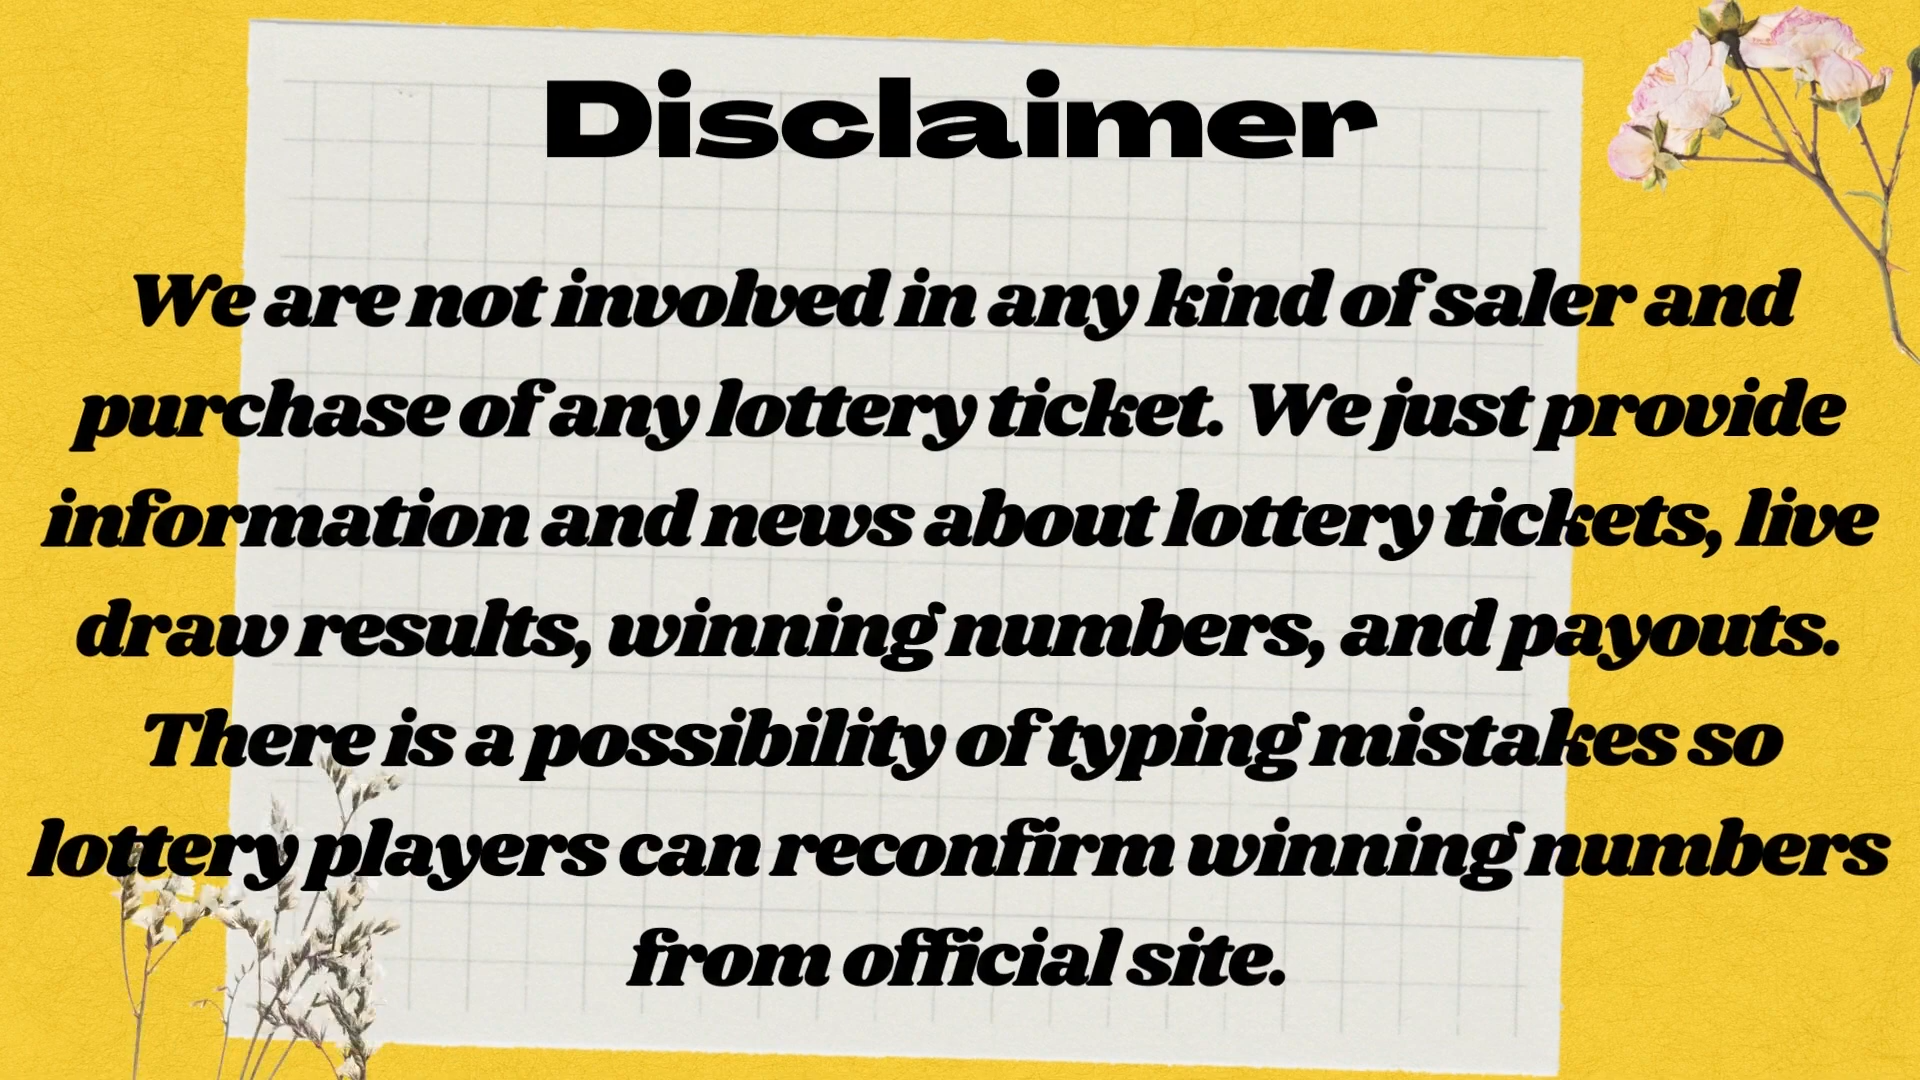 Disclaimer
We are not involved in any kind of saler and
purchase of any lottery ticket. We just provide
information and news about lottery tickets, live
draw results, winning numbers, and payouts.
There is a possibility of typing mistakes so
lottery players can reconfirm winning numbers
from official site.